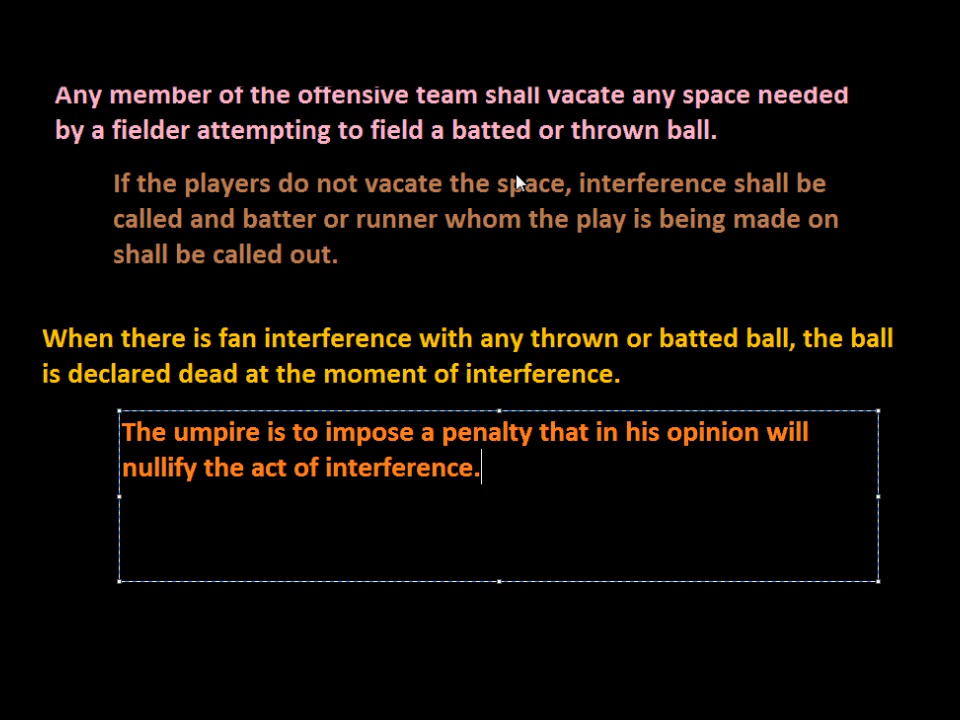 Any member of the offensive team shall vacate any space needed
by a fielder attempting to field a batted or thrown ball.
If the players do not vacate the space, interference shall be
called and batter or runner whom the play is being made on
shall be called out.
When there is fan interference with any thrown or batted ball, the ball
is declared dead at the moment of interference.
The umpire is to impose a penalty that in his opinion will
nullify the act of interference.